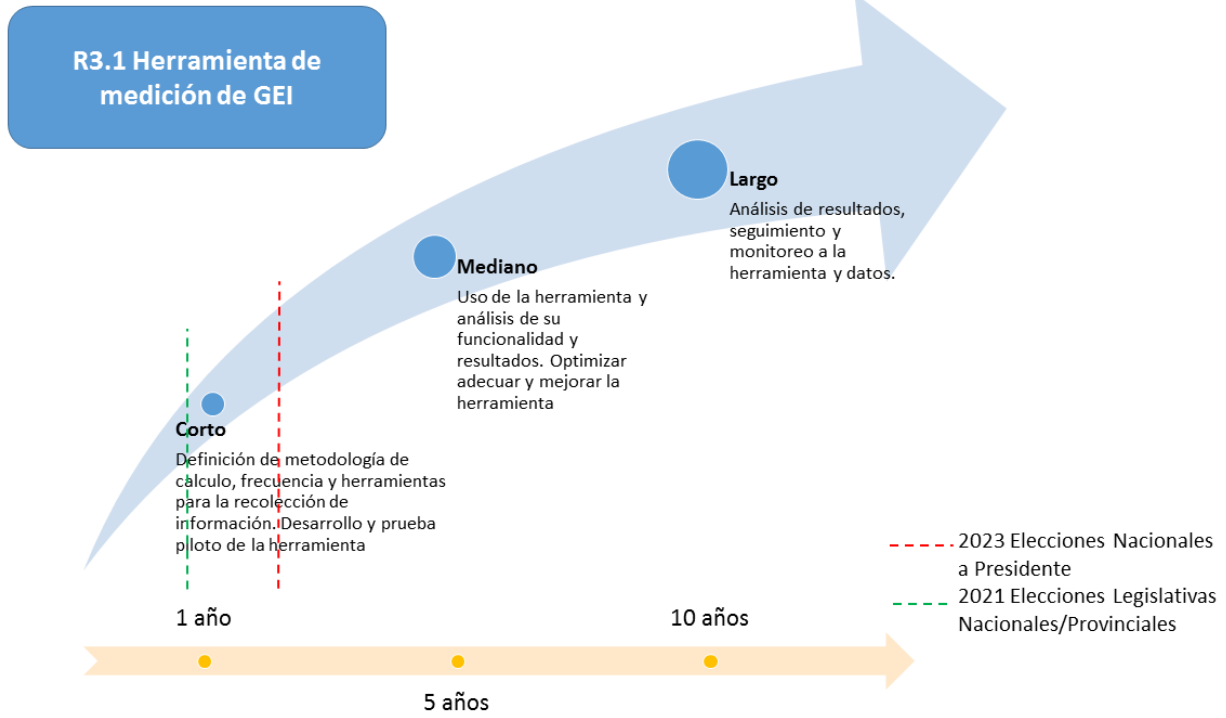 R3.1 Herramienta de
medición de GEI
Largo
Análisis de resultados,
seguimiento y
monitoreo a la
herramienta y datos.
Mediano
Uso de la herramienta y
análisis de su
funcionalidad y
resultados. Optimizar
adecuar y mejorar la
herramienta
Corto
Definición de metodología de
calculo, frecuencia y herramientas
para la recolección de
información. Desarrollo y prueba
piloto de la herramienta
2023 Elecciones Nacionales
a Presidente
2021 Elecciones Legislativas
Nacionales/Provinciales
1 año
10 años
5 años